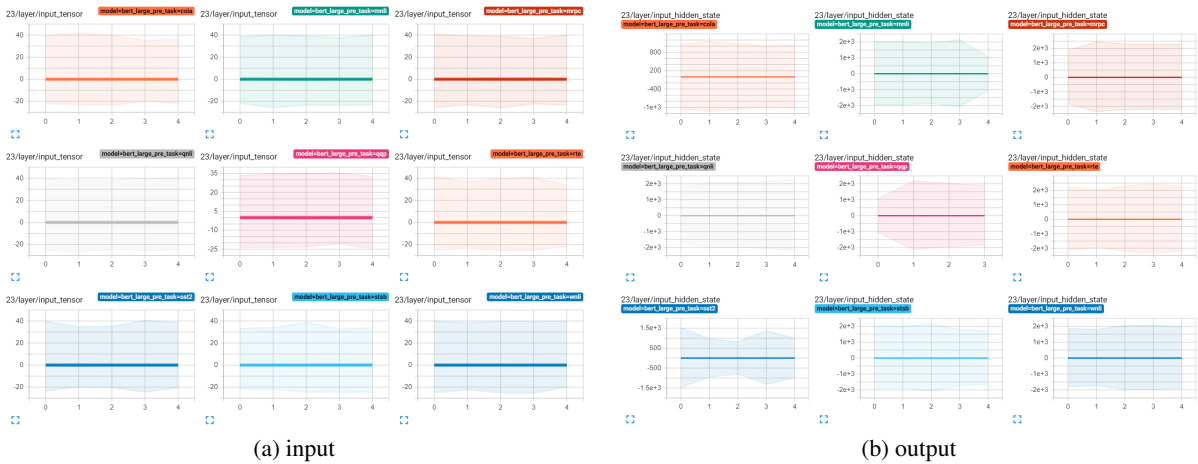 23/layer/input_tensor model=bert_large_pre_task=cola
40
20
0
-20
0 1 2 3 4
23/layer/input_tensor model=bert_large_pre_task=mnli
40
20
0
-20
0 1 2 3 4
23/layer/input_tensor model=bert_large_pre_task=mrpc
40
20
0
-20
0 1 2 3 4
23/layer/input_tensor model=bert_large_pre_task=qnli
40
20
0
-20
0 1 2 3 4
23/layer/input_tensor model=bert_large_pre_task=qqp
35
5
-10
-25
0 1 2 3 4
23/layer/input_tensor model=bert_large_pre_task=rte
40
20
0
-20
0 1 2 3 4
23/layer/input_tensor model=bert_large_pre_task=sst2
40
20
0
-20
0 1 2 3 4
23/layer/input_tensor model=bert_large_pre_task=stsb
40
20
0
-20
0 1 2 3 4
23/layer/input_tensor model=bert_large_pre_task=wnli
40
20
0
-20
0 1 2 3 4
(a) input
23/layer/input_hidden_state
model=bert_large_pre_task=cola
800
200
-400
-1e+3
0 1 2 3 4
23/layer/input_hidden_state
model=bert_large_pre_task=mnli
2e+3
1e+3
0
-1e+3
-2e+3
0 1 2 3 4
23/layer/input_hidden_state
model=bert_large_pre_task=mrpc
2e+3
1e+3
0
-1e+3
-2e+3
0 1 2 3 4
23/layer/input_hidden_state
model=bert_large_pre_task=qnli
2e+3
1e+3
0
-1e+3
-2e+3
0 1 2 3 4
23/layer/input_hidden_state
model=bert_large_pre_task=qqp
2e+3
1e+3
0
-1e+3
-2e+3
0 1 2 3
23/layer/input_hidden_state
model=bert_large_pre_task=rte
2e+3
1e+3
0
-1e+3
-2e+3
0 1 2 3 4
23/layer/input_hidden_state
model=bert_large_pre_task=sst2
1.5e+3
500
-500
-1.5e+3
0 1 2 3 4
23/layer/input_hidden_state
model=bert_large_pre_task=stsb
2e+3
1e+3
0
-1e+3
-2e+3
0 1 2 3 4
23/layer/input_hidden_state
model=bert_large_pre_task=wnli
2e+3
1e+3
0
-1e+3
-2e+3
0 1 2 3 4
(b) output